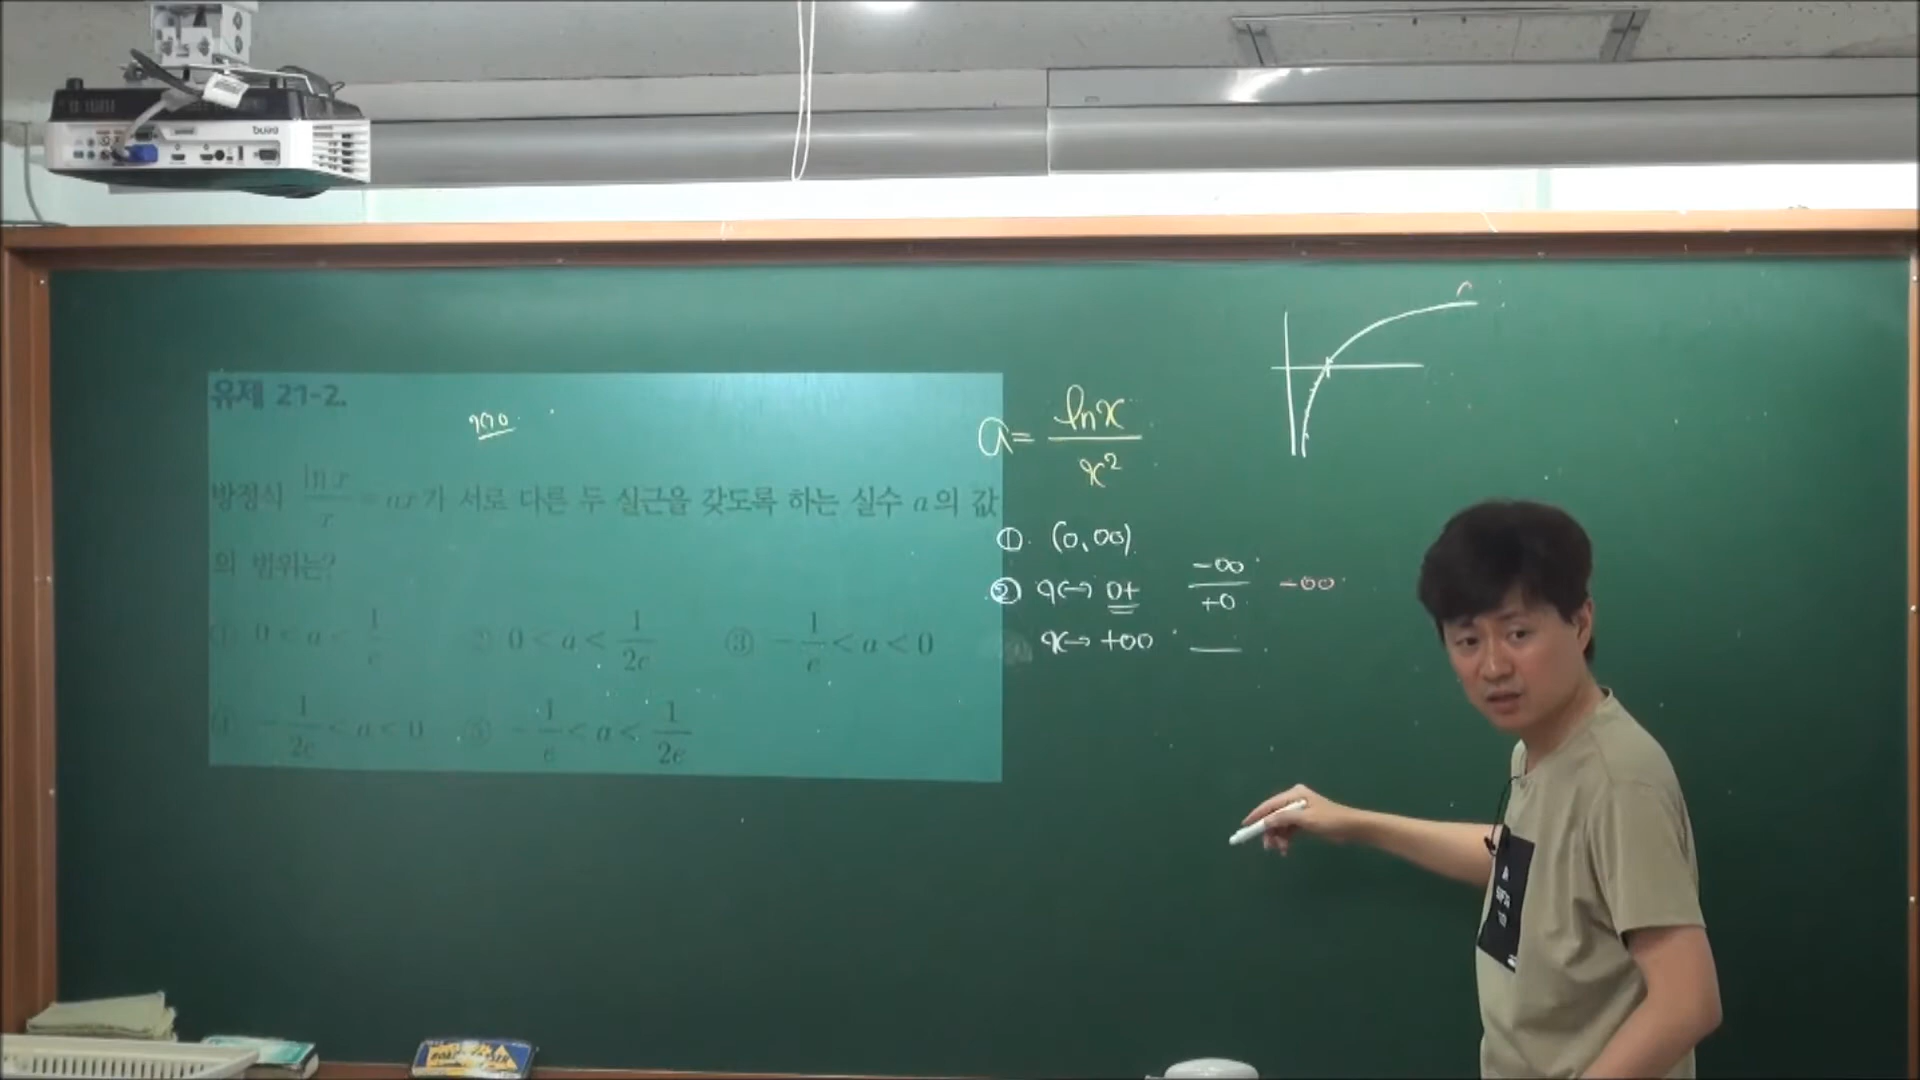 유제 21-2.
x>0
방정식 ln x / x = ax가 서로 다른 두 실근을 갖도록 하는 실수 a의 값
의 범위는?
① 0 < a < 1/e ② 0 < a < 1/2e ③ -1/e < a < 0
④ -1/2e < a < 0 ⑤ -1/e < a < 1/2e
a = ln x / x²
① (0, ∞)
② x→ 0+ -∞ / +0 -∞
x→ +∞
BenQ